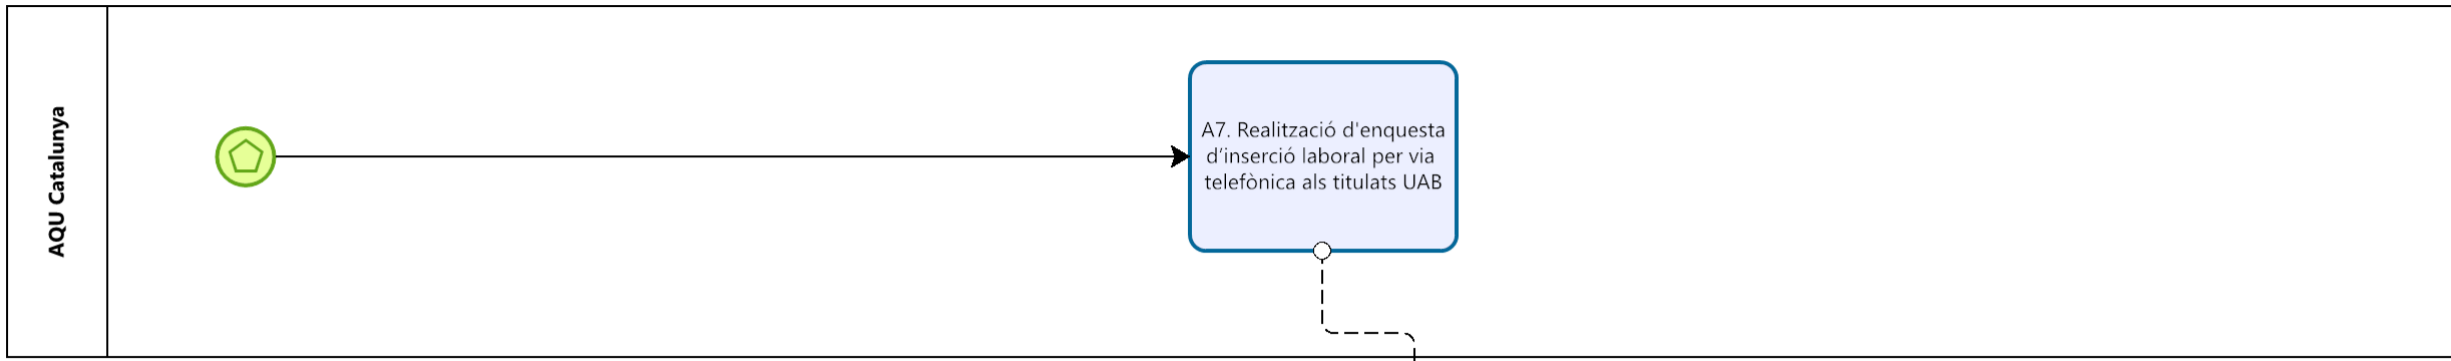 AQU Catalunya
A7. Realització d'enquesta
d’inserció laboral per via
telefònica als titulats UAB